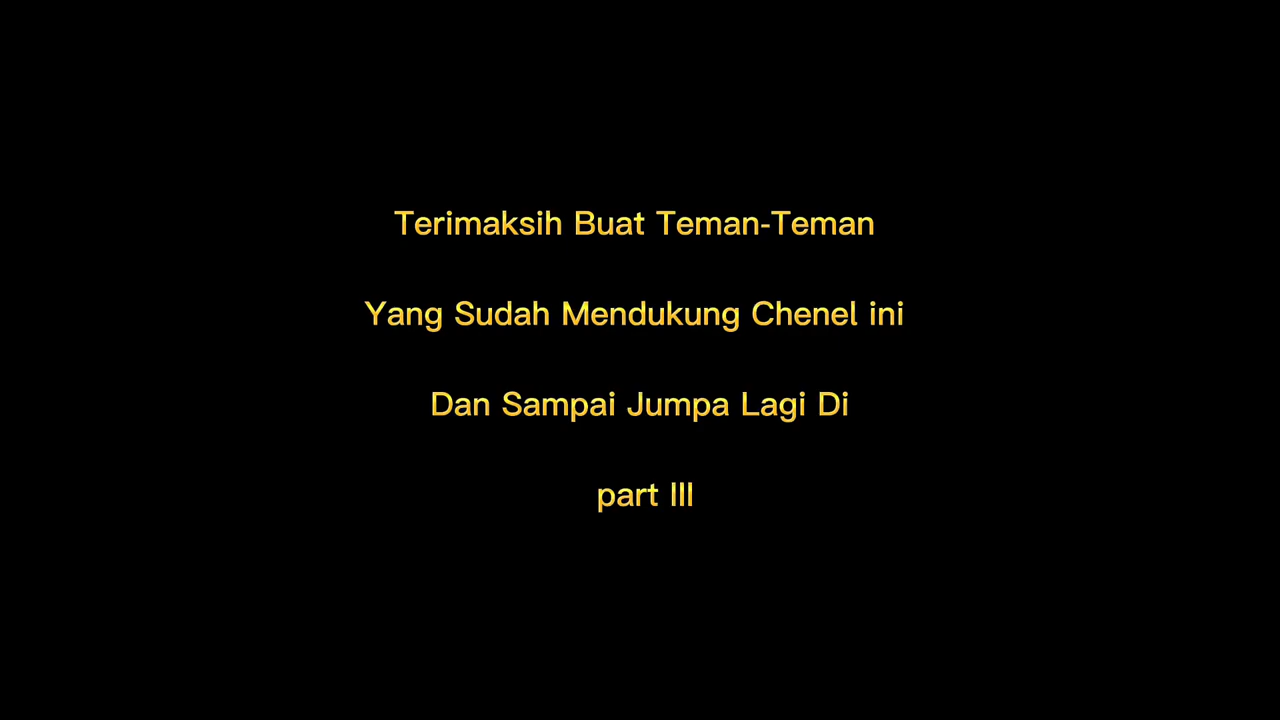 Terimaksih Buat Teman-Teman
Yang Sudah Mendukung Chenel ini
Dan Sampai Jumpa Lagi Di
part III